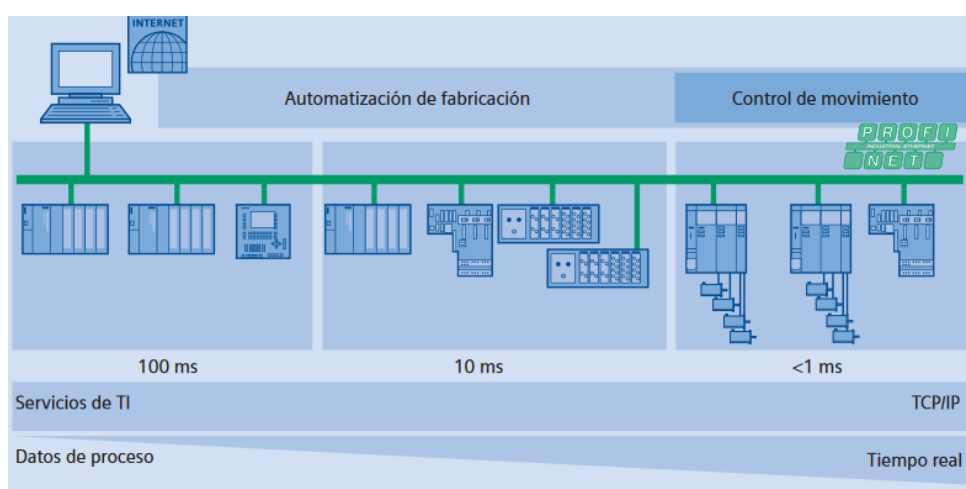 INTERNET
Automatización de fabricación
Control de movimiento
PROFI
INDUSTRIAL ETHERNET
NET
100 ms
10 ms
<1 ms
Servicios de TI
TCP/IP
Datos de proceso
Tiempo real